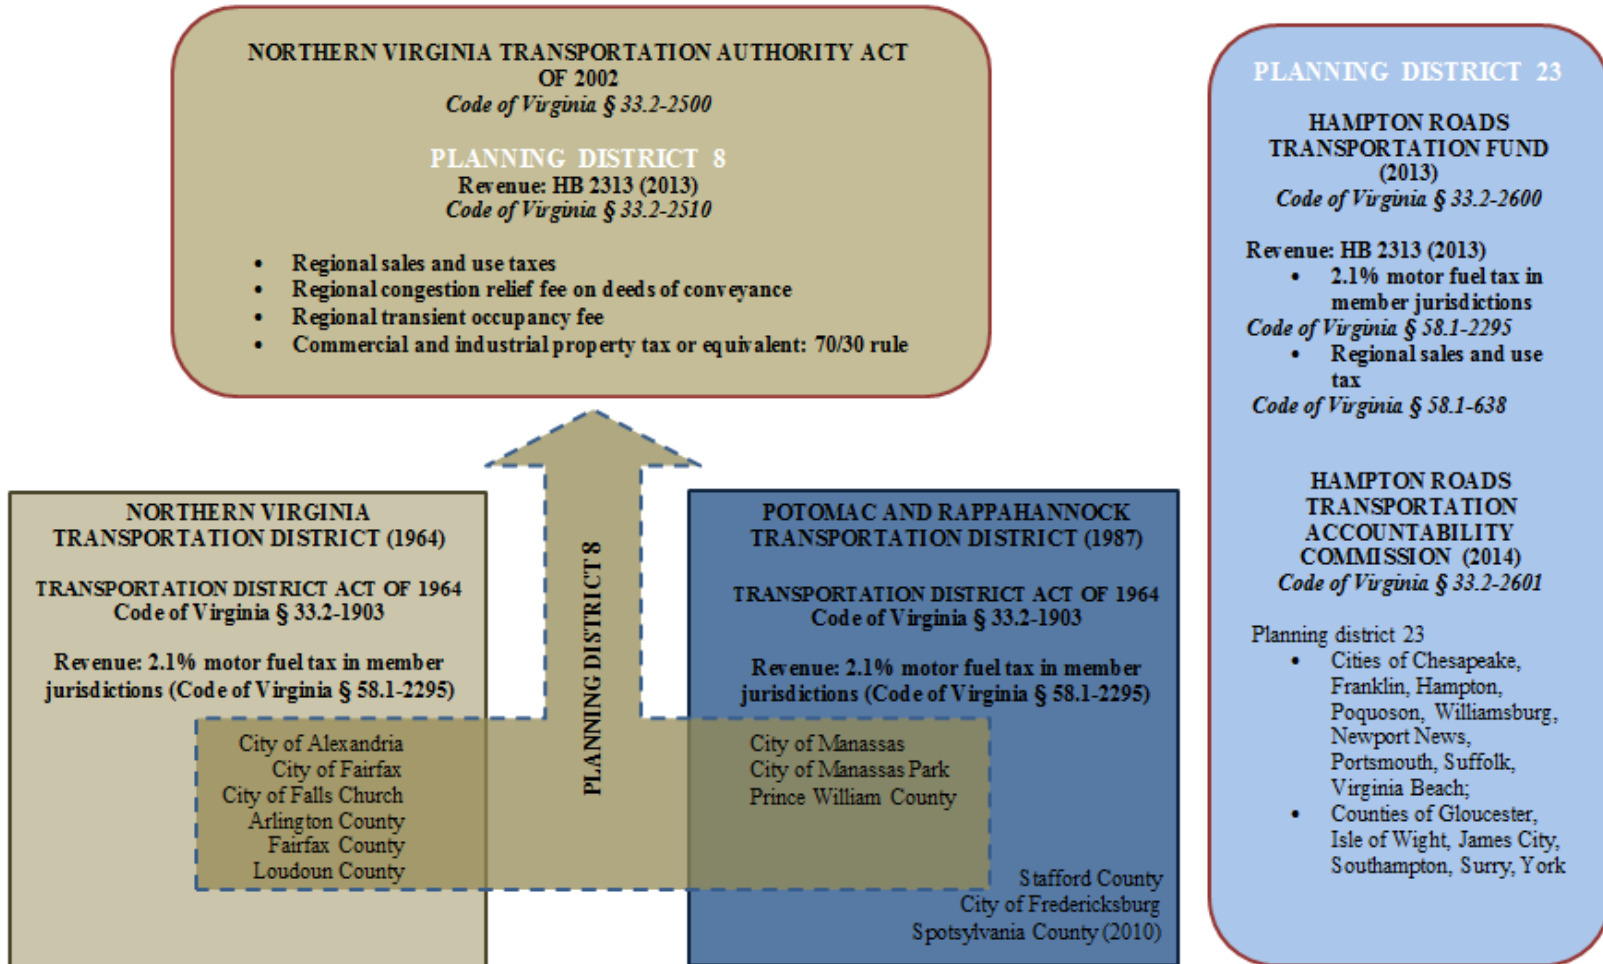 NORTHERN VIRGINIA TRANSPORTATION AUTHORITY ACT
OF 2002
Code of Virginia § 33.2-2500
PLANNING DISTRICT 8
Revenue: HB 2313 (2013)
Code of Virginia § 33.2-2510
• Regional sales and use taxes
• Regional congestion relief fee on deeds of conveyance
• Regional transient occupancy fee
• Commercial and industrial property tax or equivalent: 70/30 rule
NORTHERN VIRGINIA
TRANSPORTATION DISTRICT (1964)
TRANSPORTATION DISTRICT ACT OF 1964
Code of Virginia § 33.2-1903
Revenue: 2.1% motor fuel tax in member
jurisdictions (Code of Virginia § 58.1-2295)
City of Alexandria
City of Fairfax
City of Falls Church
Arlington County
Fairfax County
Loudoun County
PLANNING DISTRICT 8
POTOMAC AND RAPPAHANNOCK
TRANSPORTATION DISTRICT (1987)
TRANSPORTATION DISTRICT ACT OF 1964
Code of Virginia § 33.2-1903
Revenue: 2.1% motor fuel tax in member
jurisdictions (Code of Virginia § 58.1-2295)
City of Manassas
City of Manassas Park
Prince William County
Stafford County
City of Fredericksburg
Spotsylvania County (2010)
PLANNING DISTRICT 23
HAMPTON ROADS
TRANSPORTATION FUND
(2013)
Code of Virginia § 33.2-2600
Revenue: HB 2313 (2013)
• 2.1% motor fuel tax in
member jurisdictions
Code of Virginia § 58.1-2295
• Regional sales and use
tax
Code of Virginia § 58.1-638
HAMPTON ROADS
TRANSPORTATION
ACCOUNTABILITY
COMMISSION (2014)
Code of Virginia § 33.2-2601
Planning district 23
• Cities of Chesapeake,
Franklin, Hampton,
Poquoson, Williamsburg,
Newport News,
Portsmouth, Suffolk,
Virginia Beach;
• Counties of Gloucester,
Isle of Wight, James City,
Southampton, Surry, York